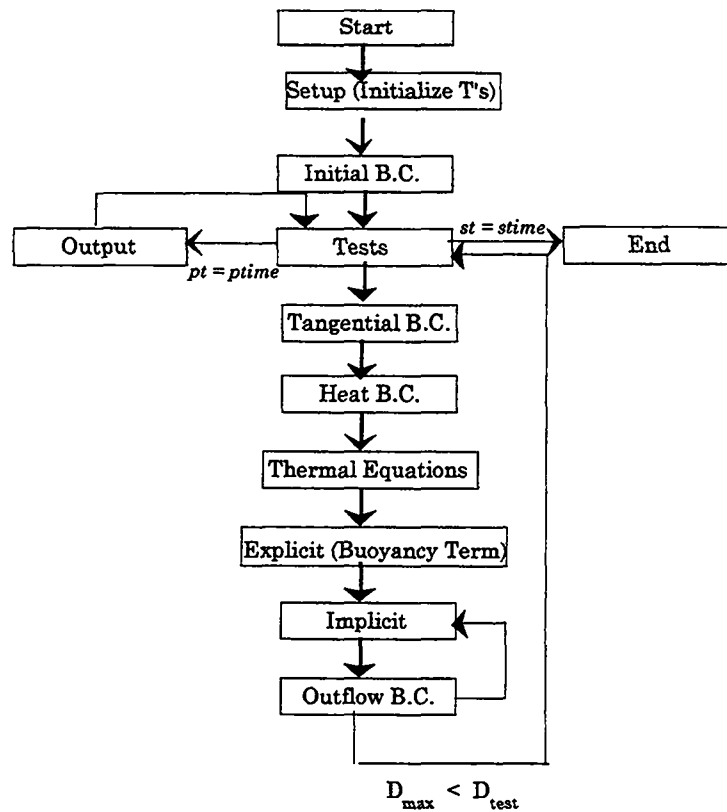 Start
Setup (Initialize T's)
Initial B.C.
Output
pt = ptime
Tests
st = stime
End
Tangential B.C.
Heat B.C.
Thermal Equations
Explicit (Buoyancy Term)
Implicit
Outflow B.C.
D_max < D_test